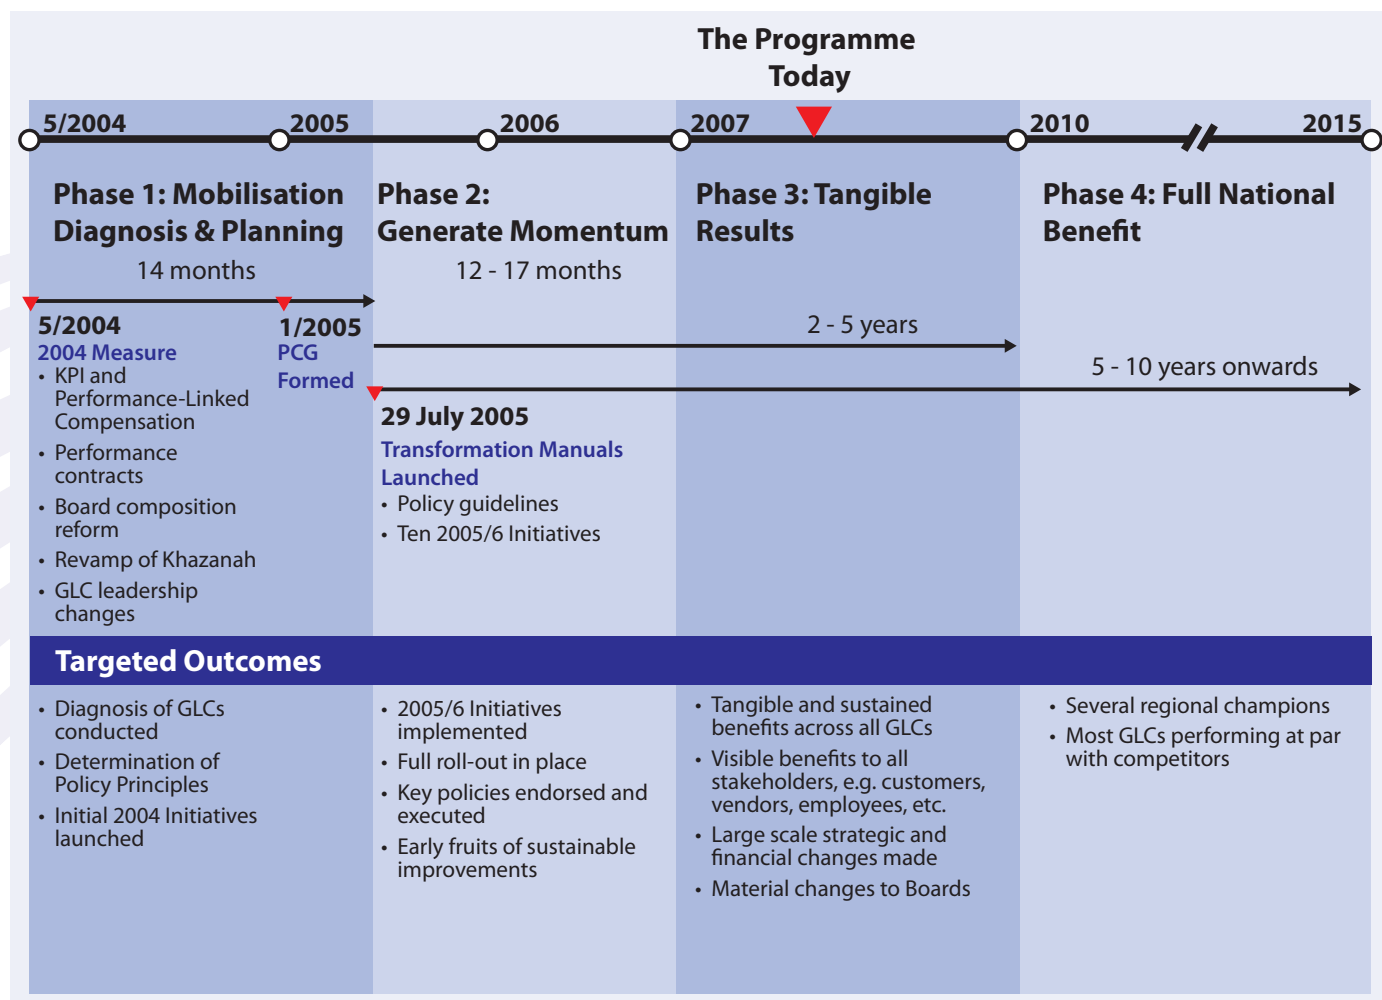 The Programme
Today
5/2004
2005
2006
2007
2010
2015
Phase 1: Mobilisation
Diagnosis & Planning
14 months
5/2004
2004 Measure
• KPI and
Performance-Linked
Compensation
• Performance
contracts
• Board composition
reform
• Revamp of Khazanah
• GLC leadership
changes
1/2005
PCG
Formed
Phase 2:
Generate Momentum
12 - 17 months
29 July 2005
Transformation Manuals
Launched
• Policy guidelines
• Ten 2005/6 Initiatives
Phase 3: Tangible
Results
2 - 5 years
Phase 4: Full National
Benefit
5 - 10 years onwards
Targeted Outcomes
• Diagnosis of GLCs
conducted
• Determination of
Policy Principles
• Initial 2004 Initiatives
launched
• 2005/6 Initiatives
implemented
• Full roll-out in place
• Key policies endorsed and
executed
• Early fruits of sustainable
improvements
• Tangible and sustained
benefits across all GLCs
• Visible benefits to all
stakeholders, e.g. customers,
vendors, employees, etc.
• Large scale strategic and
financial changes made
• Material changes to Boards
• Several regional champions
• Most GLCs performing at par
with competitors